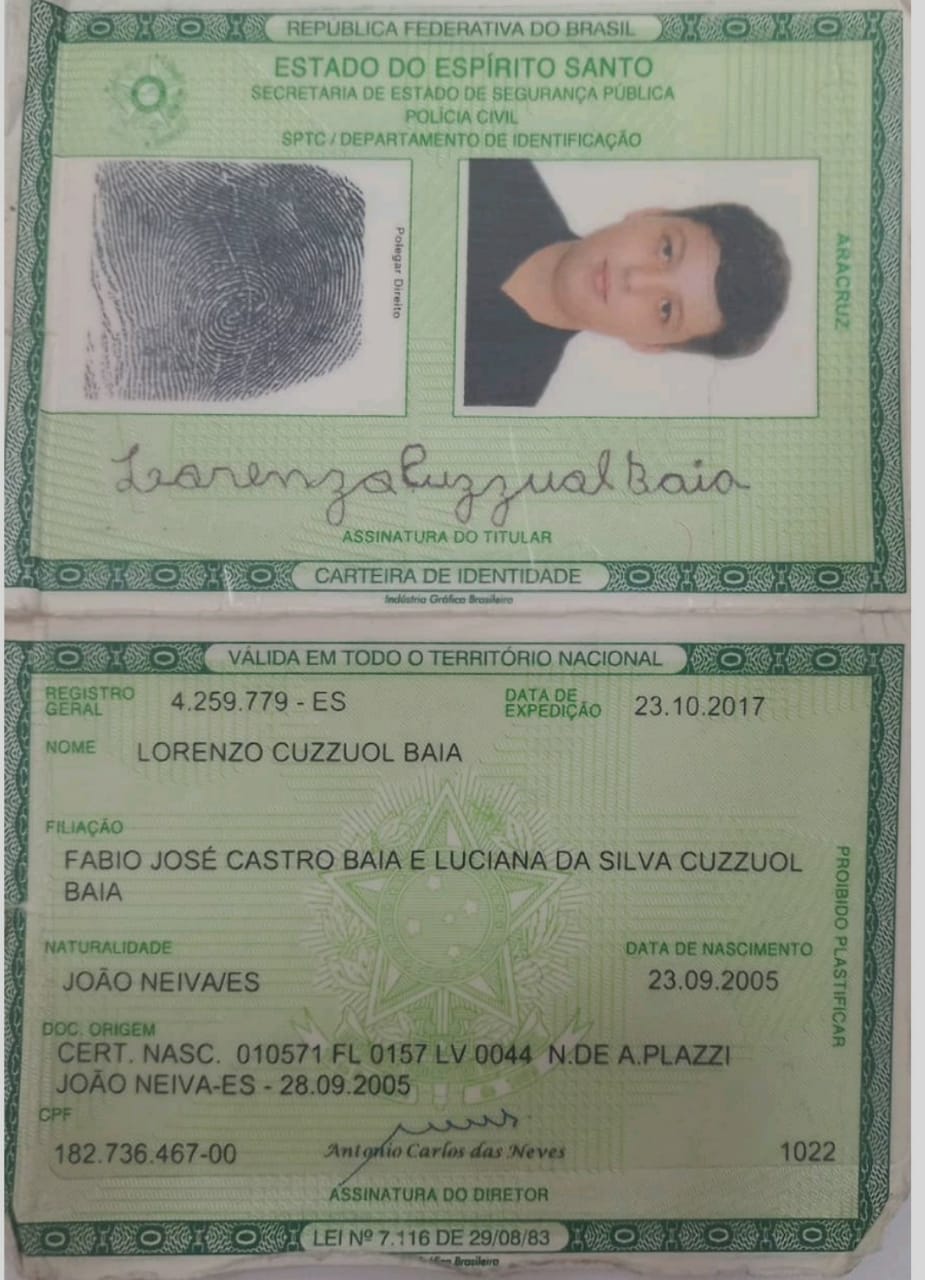 REPÚBLICA FEDERATIVA DO BRASIL
ESTADO DO ESPÍRITO SANTO
SECRETARIA DE ESTADO DE SEGURANÇA PÚBLICA
POLÍCIA CIVIL
SPTC / DEPARTAMENTO DE IDENTIFICAÇÃO
Polegar Direito
ARACRUZ
Lorenzo Cuzzual Baia
ASSINATURA DO TITULAR
CARTEIRA DE IDENTIDADE
Indústria Gráfica Brasileira
VÁLIDA EM TODO O TERRITÓRIO NACIONAL
REGISTRO GERAL 4.259.779 - ES DATA DE EXPEDIÇÃO 23.10.2017
NOME LORENZO CUZZUOL BAIA
FILIAÇÃO
FABIO JOSÉ CASTRO BAIA E LUCIANA DA SILVA CUZZUOL
BAIA
PROIBIDO PLASTIFICAR
NATURALIDADE DATA DE NASCIMENTO
JOÃO NEIVA/ES 23.09.2005
DOC. ORIGEM
CERT. NASC. 010571 FL 0157 LV 0044 N.DE A.PLAZZI
JOÃO NEIVA-ES - 28.09.2005
CPF
182.736.467-00 Antonio Carlos das Neves 1022
ASSINATURA DO DIRETOR
LEI Nº 7.116 DE 29/08/83
Brasileira